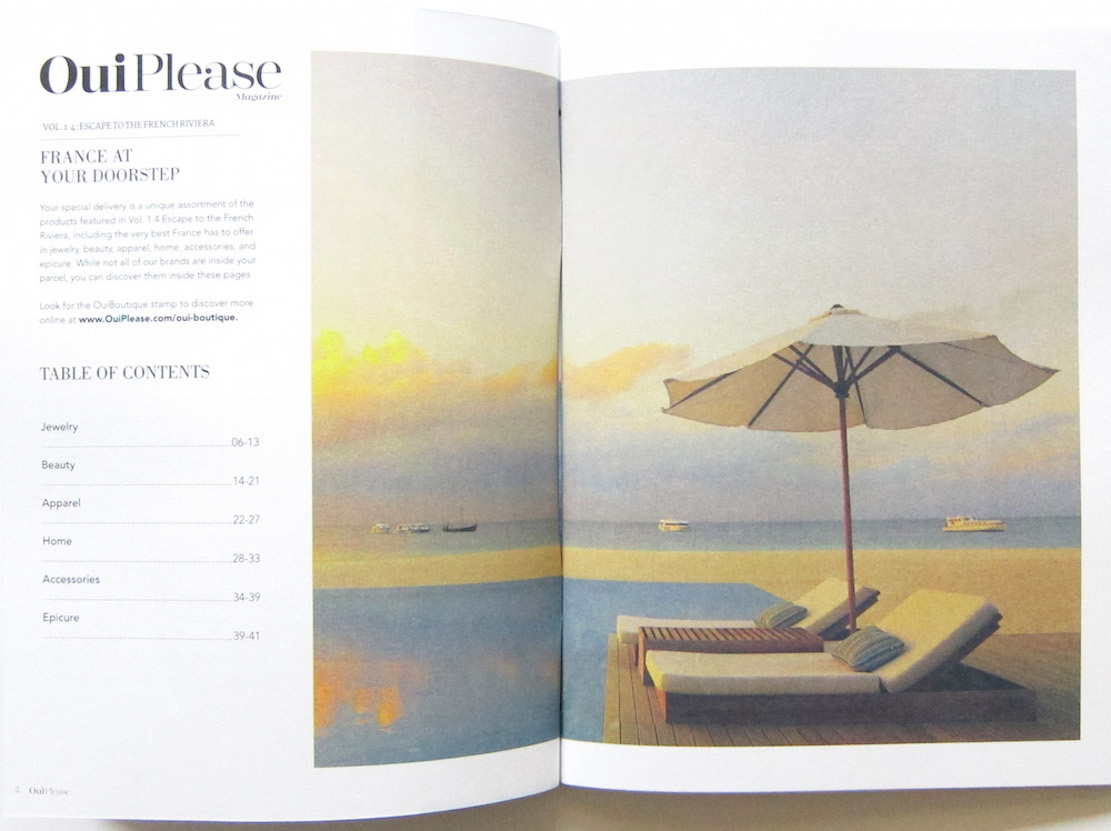 OuiPlease
Magazine
VOL. 1.4: ESCAPE TO THE FRENCH RIVIERA
FRANCE AT
YOUR DOORSTEP
Your special delivery is a unique assortment of the
products featured in Vol. 1.4 Escape to the French
Riviera, including the very best France has to offer
in jewelry, beauty, apparel, home, accessories, and
epicure. While not all of our brands are inside your
parcel, you can discover them inside these pages.
Look for the OuiBoutique stamp to discover more
online at www.OuiPlease.com/oui-boutique.
TABLE OF CONTENTS
Jewelry
06-13
Beauty
14-21
Apparel
22-27
Home
28-33
Accessories
34-39
Epicure
39-41
4 OuiPlease